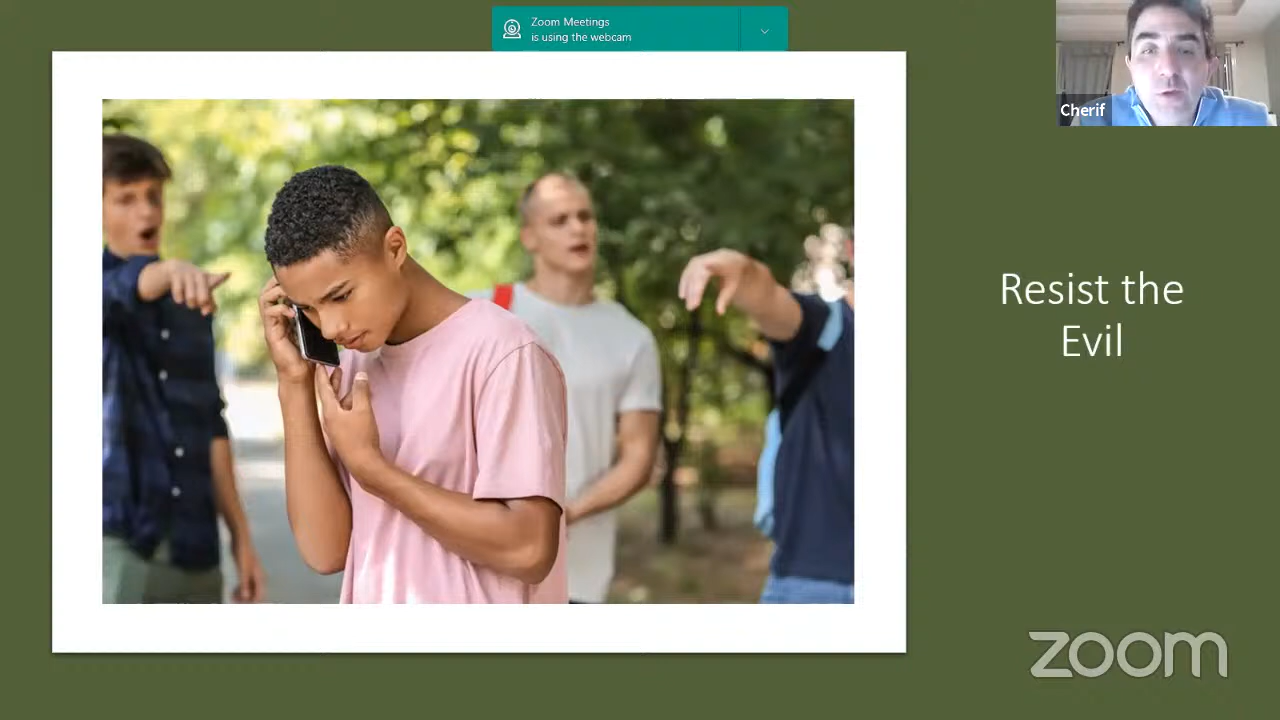 Zoom Meetings
is using the webcam
Cherif
Resist the
Evil
zoom